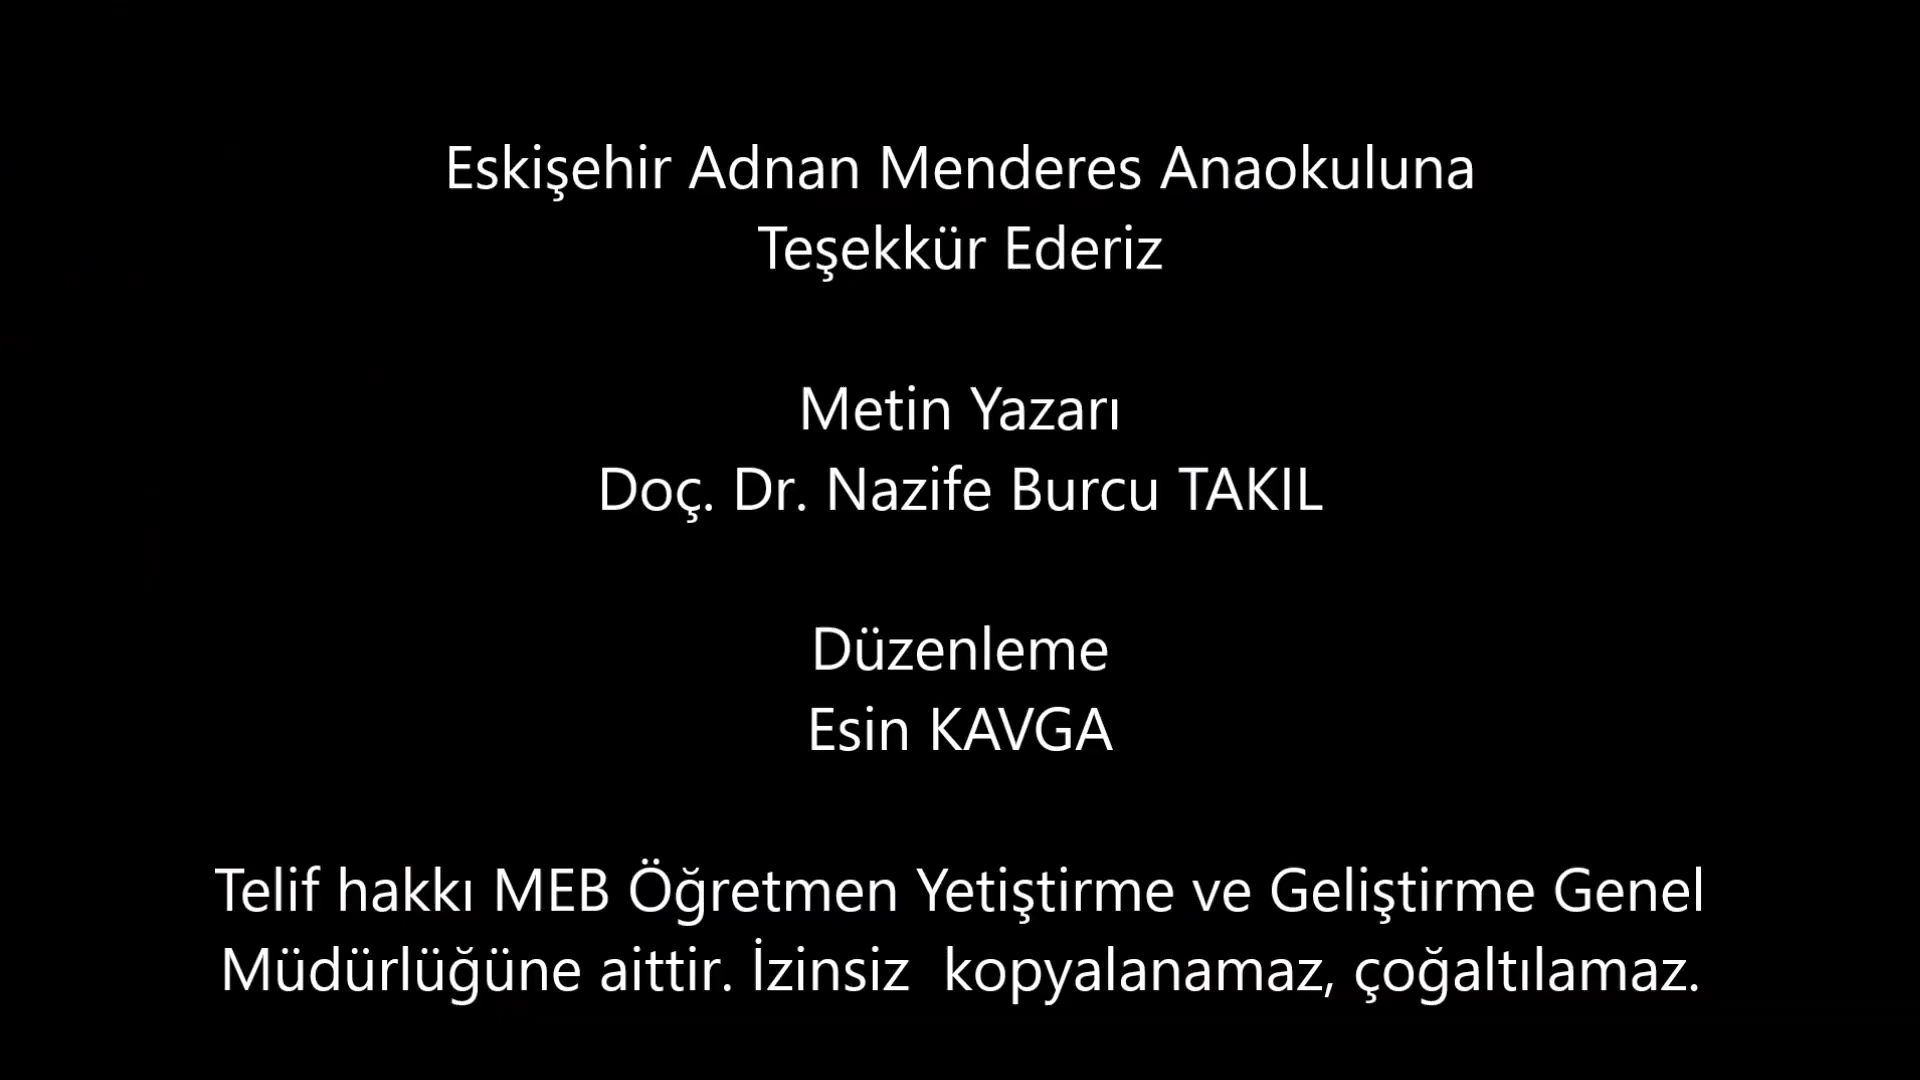 Eskişehir Adnan Menderes Anaokuluna
Teşekkür Ederiz
Metin Yazarı
Doç. Dr. Nazife Burcu TAKIL
Düzenleme
Esin KAVGA
Telif hakkı MEB Öğretmen Yetiştirme ve Geliştirme Genel
Müdürlüğüne aittir. İzinsiz  kopyalanamaz, çoğaltılamaz.